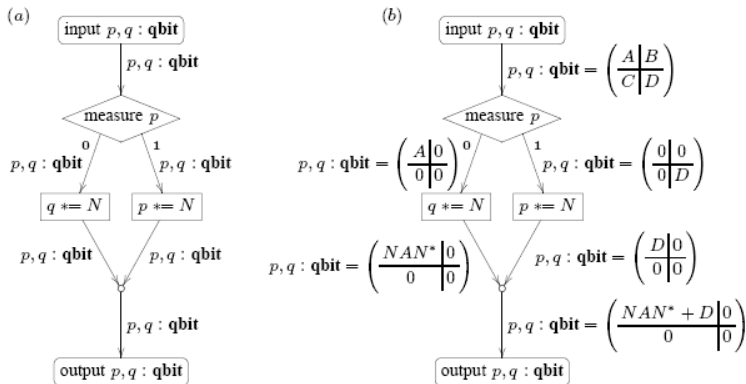 (a)
input p, q : qbit
p, q : qbit
measure p
0 1
p, q : qbit p, q : qbit
q *= N p *= N
p, q : qbit p, q : qbit
p, q : qbit
output p, q : qbit
(b)
input p, q : qbit
p, q : qbit = ( A | B )
( C | D )
measure p
0 1
p, q : qbit = ( A | 0 )
( 0 | 0 )
p, q : qbit = ( 0 | 0 )
( 0 | D )
q *= N p *= N
p, q : qbit = ( NAN* | 0 )
( 0 | 0 )
p, q : qbit = ( D | 0 )
( 0 | 0 )
p, q : qbit = ( NAN* + D | 0 )
( 0 | 0 )
output p, q : qbit